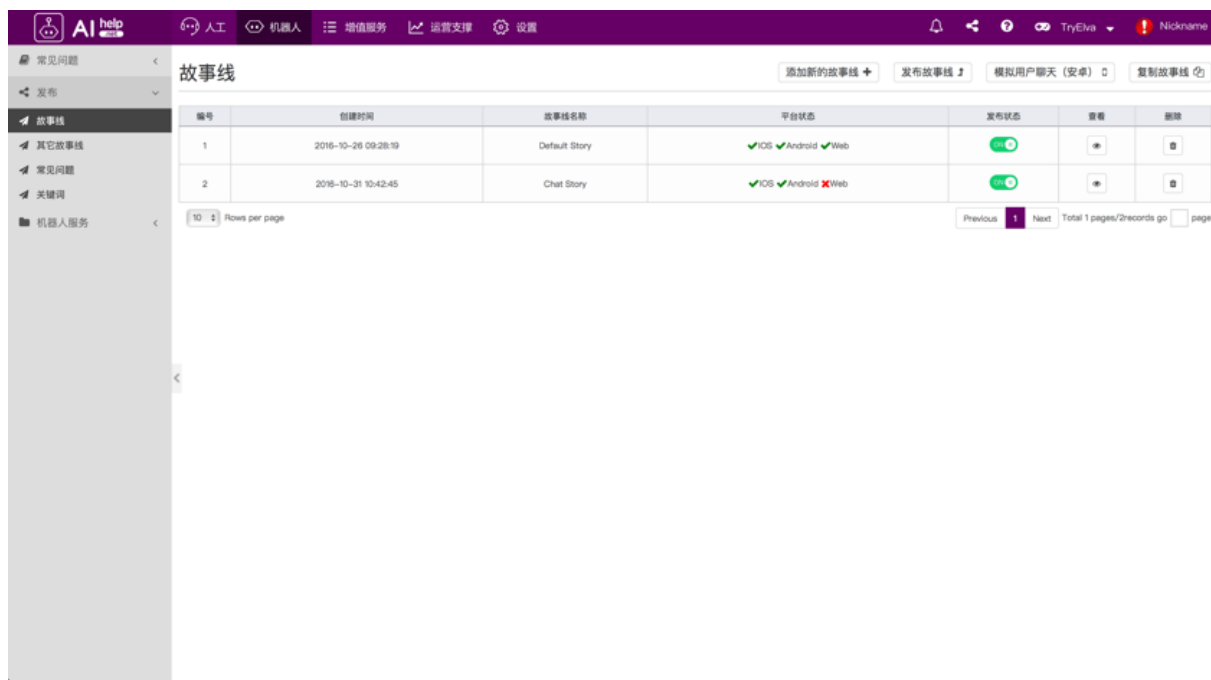 AI help .net 人工 机器人 增值服务 运营支撑 设置 TryElva Nickname
常见问题
发布
故事线
其它故事线
常见问题
关键词
机器人服务
故事线 添加新的故事线 发布故事线 模拟用户聊天（安卓） 复制故事线
编号 创建时间 故事线名称 平台状态 发布状态 查看 删除
1 2016-10-26 09:28:19 Default Story IOS Android Web ON
2 2016-10-31 10:42:45 Chat Story IOS Android Web ON
10 Rows per page Previous 1 Next Total 1 pages/2records go page